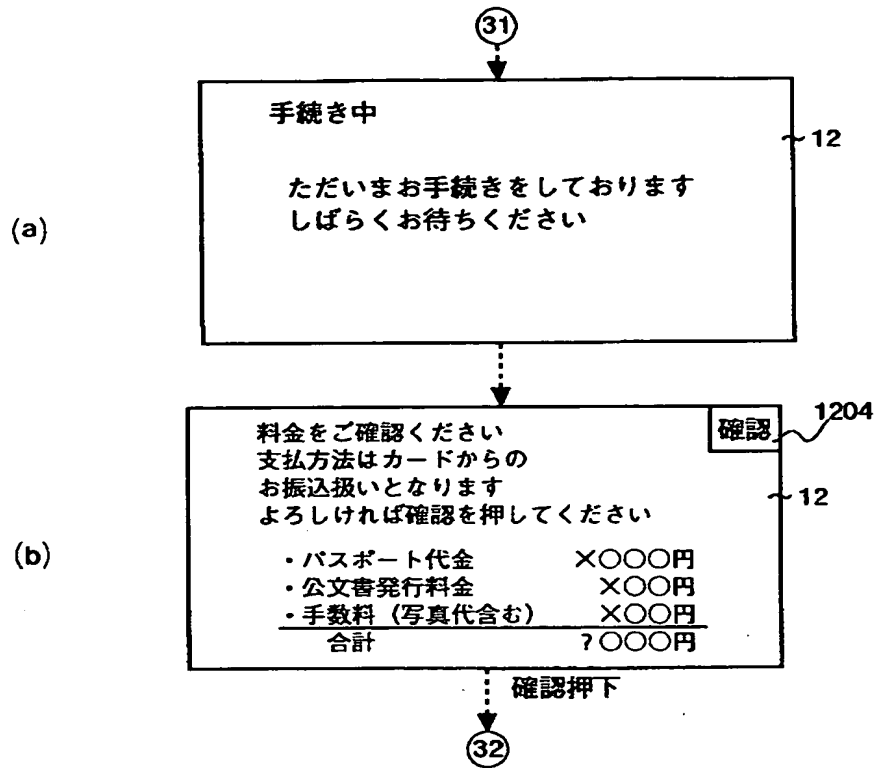 31
手続き中
12
ただいまお手続きをしております
しばらくお待ちください
(a)
確認
1204
料金をご確認ください
支払方法はカードからの
お振込扱いとなります
12
よろしければ確認を押してください
(b)
・パスポート代金 ×○○○円
・公文書発行料金 ×○○円
・手数料（写真代含む） ×○○円
合計 ?○○○円
確認押下
32